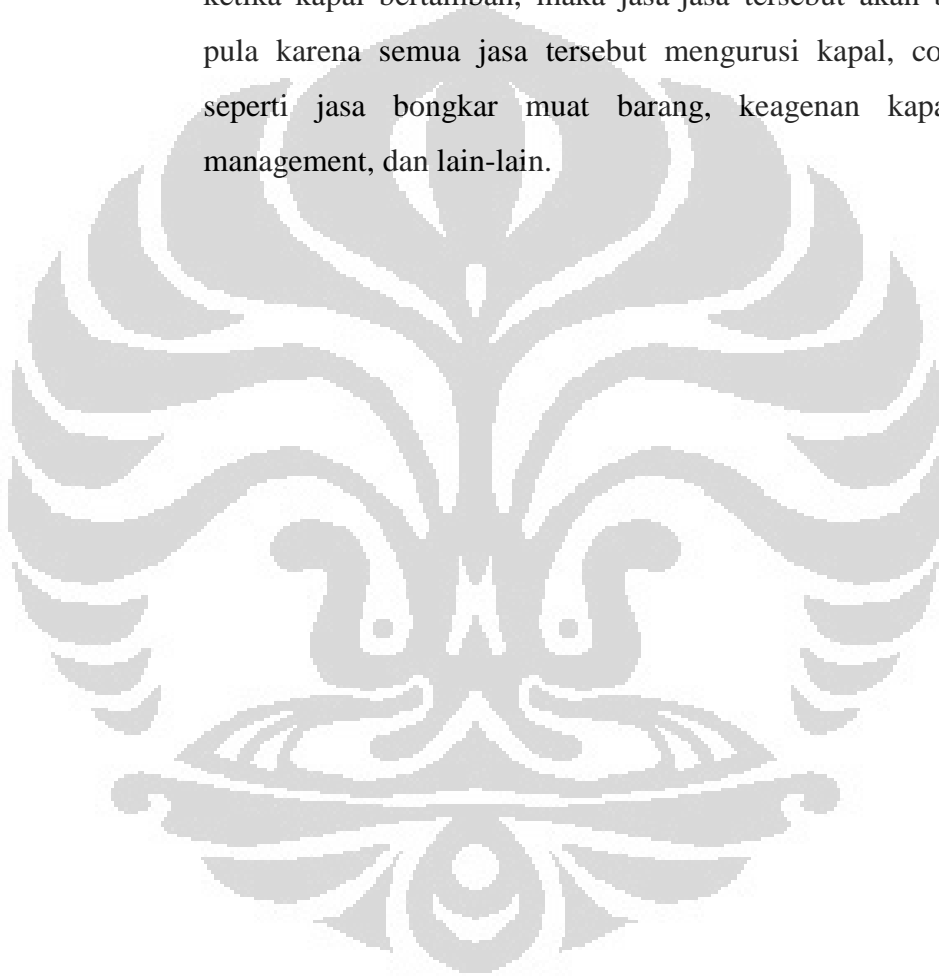 ketika kapal bertambah, maka jasa-jasa tersebut akan
pula karena semua jasa tersebut mengurusi kapal,
seperti jasa bongkar muat barang, keagenan
management, dan lain-lain.